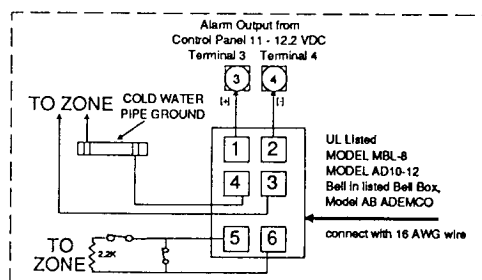 Alarm Output from
Control Panel 11 - 12.2 VDC
Terminal 3 Terminal 4
3 4
[+] [-]
TO ZONE
COLD WATER
PIPE GROUND
1 2
4 3
5 6
UL Listed
MODEL MBL-8
MODEL AD10-12
Bell in listed Bell Box,
Model AB ADEMCO
connect with 16 AWG wire
TO
ZONE
2.2K